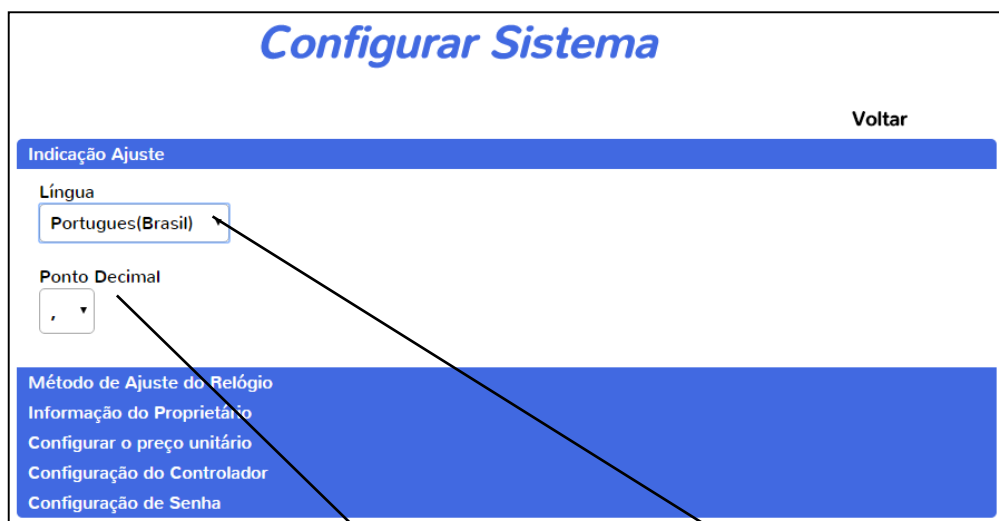 Configurar Sistema
Voltar
Indicação Ajuste
Língua
Portugues(Brasil)
Ponto Decimal
,
Método de Ajuste do Relógio
Informação do Proprietário
Configurar o preço unitário
Configuração do Controlador
Configuração de Senha